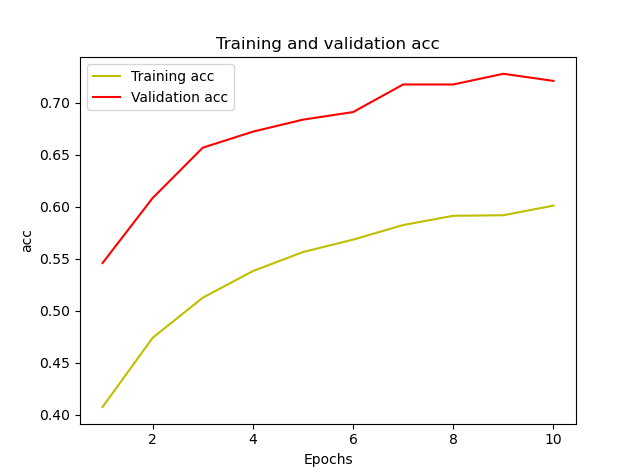 Training and validation acc
Training acc
Validation acc
0.70
0.65
0.60
0.55
0.50
0.45
0.40
acc
2
4
6
8
10
Epochs